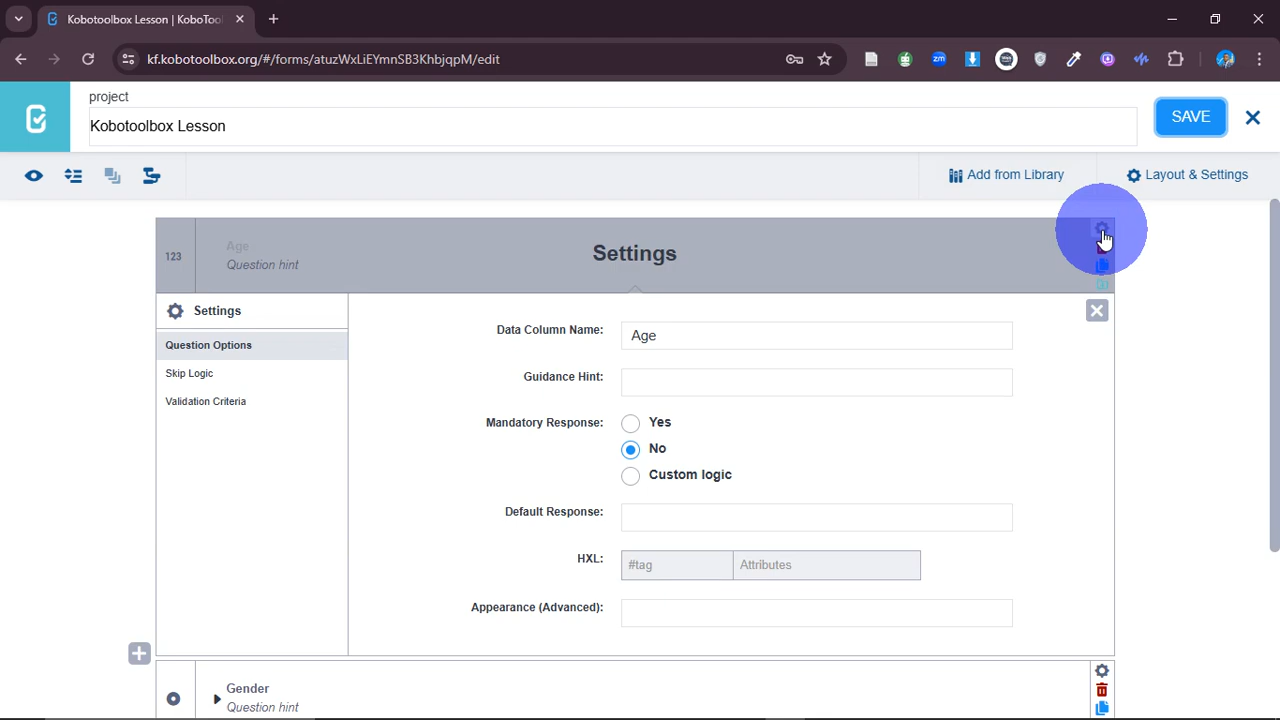 Kobotoolbox Lesson | KoboToo
kf.kobotoolbox.org/#/forms/atuzWxLiEYmnSB3KhbjqpM/edit
project
Kobotoolbox Lesson
SAVE
Add from Library
Layout & Settings
123
Age
Question hint
Settings
Settings
Question Options
Skip Logic
Validation Criteria
Data Column Name:
Age
Guidance Hint:
Mandatory Response:
Yes
No
Custom logic
Default Response:
HXL:
#tag
Attributes
Appearance (Advanced):
Gender
Question hint